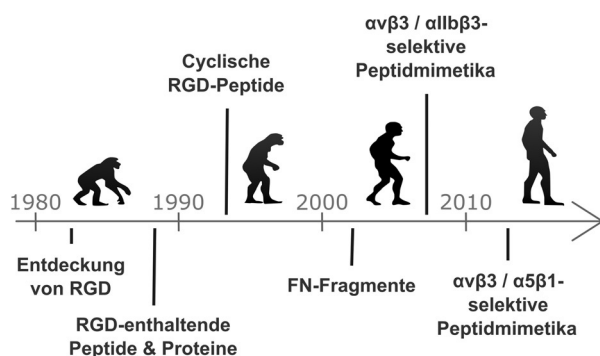 αvβ3 / αIIbβ3-
selektive
Peptidmimetika
Cyclische
RGD-Peptide
1980
1990
2000
2010
Entdeckung
von RGD
RGD-enthaltende
Peptide & Proteine
FN-Fragmente
αvβ3 / α5β1-
selektive
Peptidmimetika